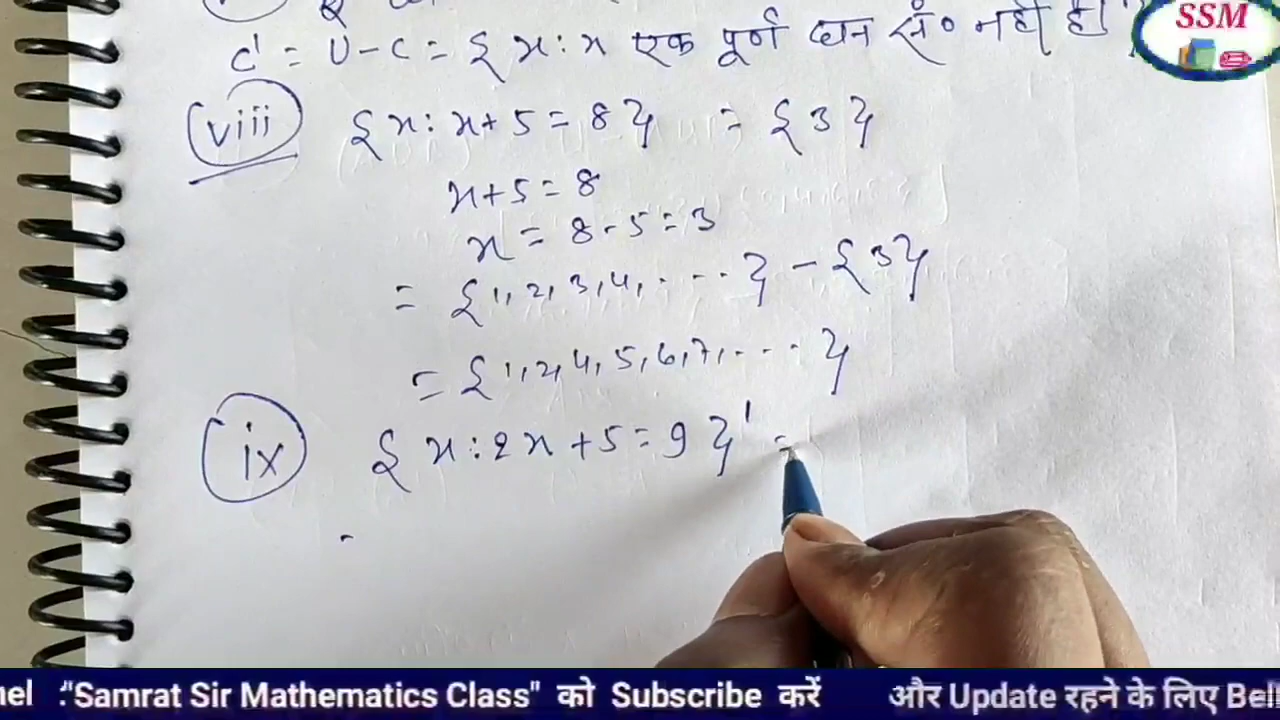 C' = U - C = { x : x एक पूर्ण घन सं० नहीं है
SSM
viii { x : x + 5 = 8 } = { 3 }
x + 5 = 8
x = 8 - 5 = 3
= { 1, 2, 3, 4, . - - . } - { 3 }
= { 1, 2, 4, 5, 6, 7, . - - . }
ix { x : 2x + 5 = 9 }' =
nel :"Samrat Sir Mathematics Class" को Subscribe करें और Update रहने के लिए Bell